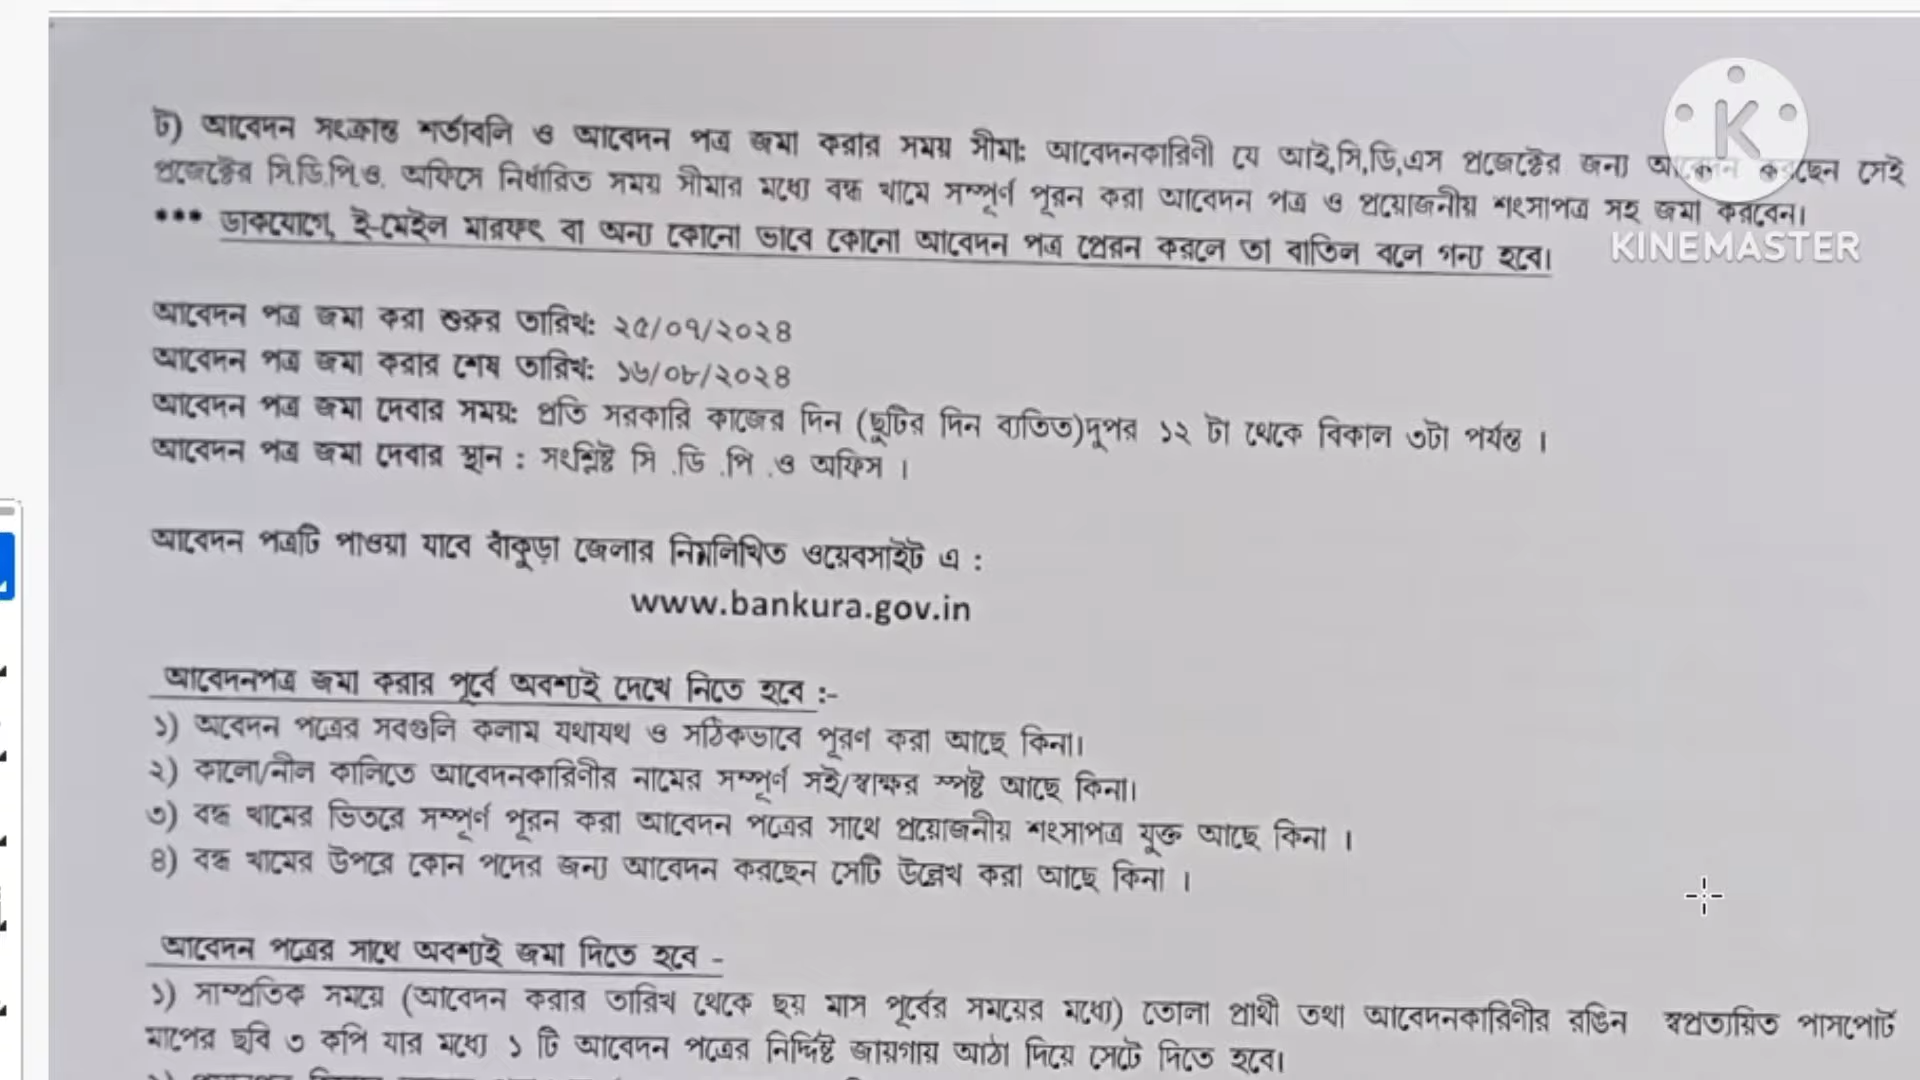 ট) আবেদন সংক্রান্ত শর্তাবলি ও আবেদন পত্র জমা করার সময় সীমা: আবেদনকারিণী যে আই,সি,ডি,এস প্রজেক্টের জন্য আবেদন করছেন সেই
প্রজেক্টের সি.ডি.পি.ও. অফিসে নির্ধারিত সময় সীমার মধ্যে বন্ধ খামে সম্পূর্ণ পূরন করা আবেদন পত্র ও প্রয়োজনীয় শংসাপত্র সহ জমা করবেন।
*** ডাকযোগে, ই-মেইল মারফৎ বা অন্য কোনো ভাবে কোনো আবেদন পত্র প্রেরন করলে তা বাতিল বলে গন্য হবে।
K
KINEMASTER
আবেদন পত্র জমা করা শুরুর তারিখ: ২৫/০৭/২০২৪
আবেদন পত্র জমা করার শেষ তারিখ: ১৬/০৮/২০২৪
আবেদন পত্র জমা দেবার সময়: প্রতি সরকারি কাজের দিন (ছুটির দিন ব্যতিত)দুপর ১২ টা থেকে বিকাল ৩টা পর্যন্ত ।
আবেদন পত্র জমা দেবার স্থান : সংশ্লিষ্ট সি .ডি .পি .ও অফিস ।
আবেদন পত্রটি পাওয়া যাবে বাঁকুড়া জেলার নিম্নলিখিত ওয়েবসাইট এ :
www.bankura.gov.in
আবেদনপত্র জমা করার পূর্বে অবশ্যই দেখে নিতে হবে :-
১) অবেদন পত্রের সবগুলি কলাম যথাযথ ও সঠিকভাবে পূরণ করা আছে কিনা।
২) কালো/নীল কালিতে আবেদনকারিণীর নামের সম্পূর্ণ সই/স্বাক্ষর স্পষ্ট আছে কিনা।
৩) বন্ধ খামের ভিতরে সম্পূর্ণ পূরন করা আবেদন পত্রের সাথে প্রয়োজনীয় শংসাপত্র যুক্ত আছে কিনা ।
৪) বন্ধ খামের উপরে কোন পদের জন্য আবেদন করছেন সেটি উল্লেখ করা আছে কিনা ।
আবেদন পত্রের সাথে অবশ্যই জমা দিতে হবে -
১) সাম্প্রতিক সময়ে (আবেদন করার তারিখ থেকে ছয় মাস পূর্বের সময়ের মধ্যে) তোলা প্রার্থী তথা আবেদনকারিণীর রঙিন স্বপ্রত্যয়িত পাসপোর্ট
মাপের ছবি ৩ কপি যার মধ্যে ১ টি আবেদন পত্রের নির্দিষ্ট জায়গায় আঠা দিয়ে সেটে দিতে হবে।